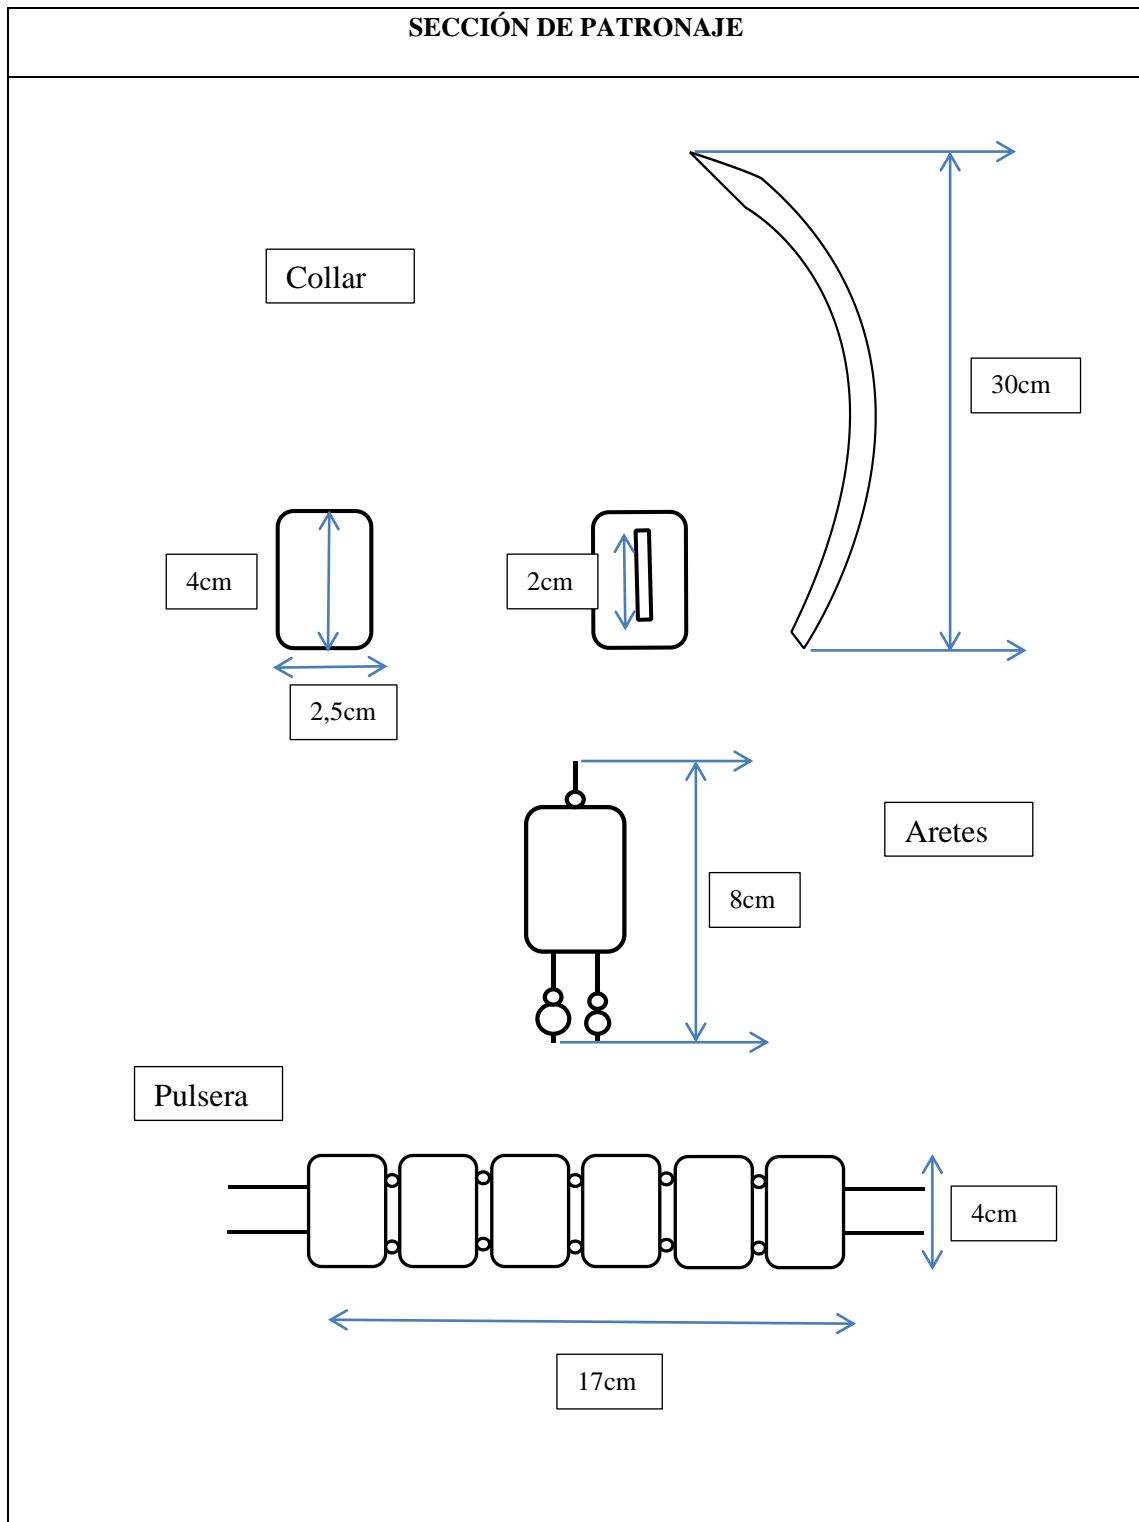 SECCIÓN DE PATRONAJE
Collar
30cm
4cm
2cm
2,5cm
Aretes
8cm
Pulsera
4cm
17cm